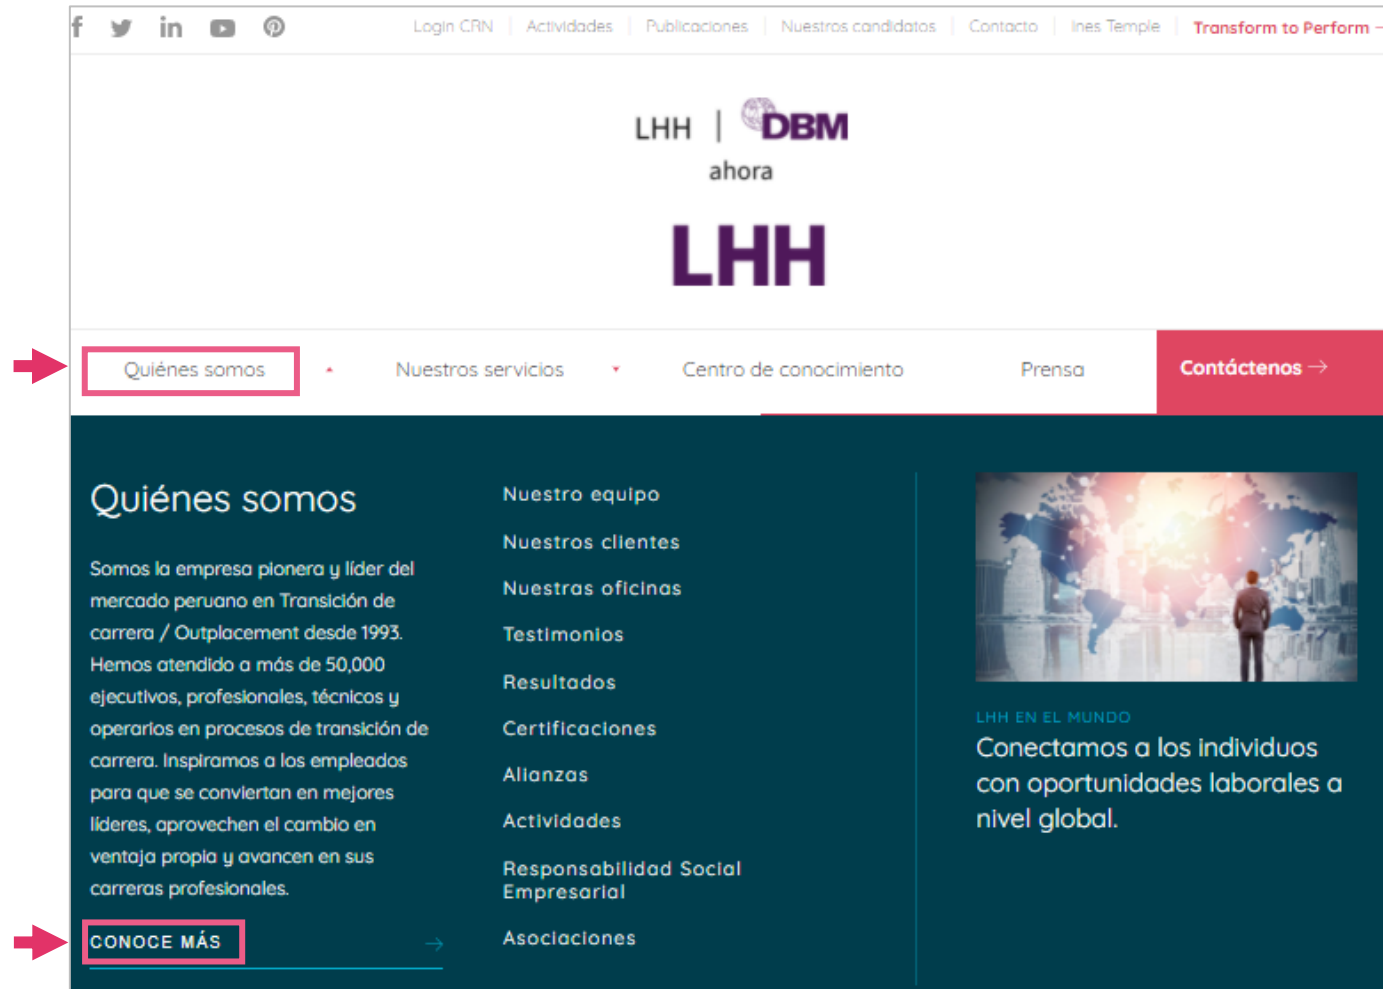 Login CRN | Actividades | Publicaciones | Nuestros candidatos | Contacto | Ines Temple | Transform to Perform
LHH | DBM
ahora
LHH
Quiénes somos Nuestros servicios Centro de conocimiento Prensa Contáctenos →
Quiénes somos
Somos la empresa pionera y líder del
mercado peruano en Transición de
carrera / Outplacement desde 1993.
Hemos atendido a más de 50,000
ejecutivos, profesionales, técnicos y
operarios en procesos de transición de
carrera. Inspiramos a los empleados
para que se conviertan en mejores
líderes, aprovechen el cambio en
ventaja propia y avancen en sus
carreras profesionales.
CONOCE MÁS →
Nuestro equipo
Nuestros clientes
Nuestras oficinas
Testimonios
Resultados
Certificaciones
Alianzas
Actividades
Responsabilidad Social
Empresarial
Asociaciones
LHH EN EL MUNDO
Conectamos a los individuos
con oportunidades laborales a
nivel global.